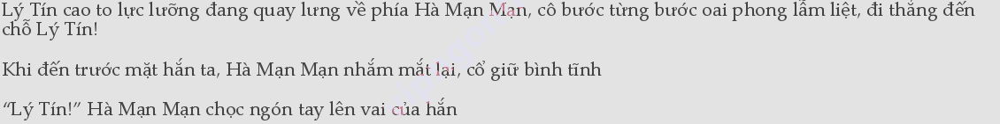 Lý Tín cao to lực lưỡng đang quay lưng về phía Hà Mạn Mạn, cô bước từng bước oai phong lẫm liệt, đi thẳng đến
chỗ Lý Tín!
Khi đến trước mặt hắn ta, Hà Mạn Mạn nhắm mắt lại, cổ giữ bình tĩnh
“Lý Tín!” Hà Mạn Mạn chọc ngón tay lên vai của hắn